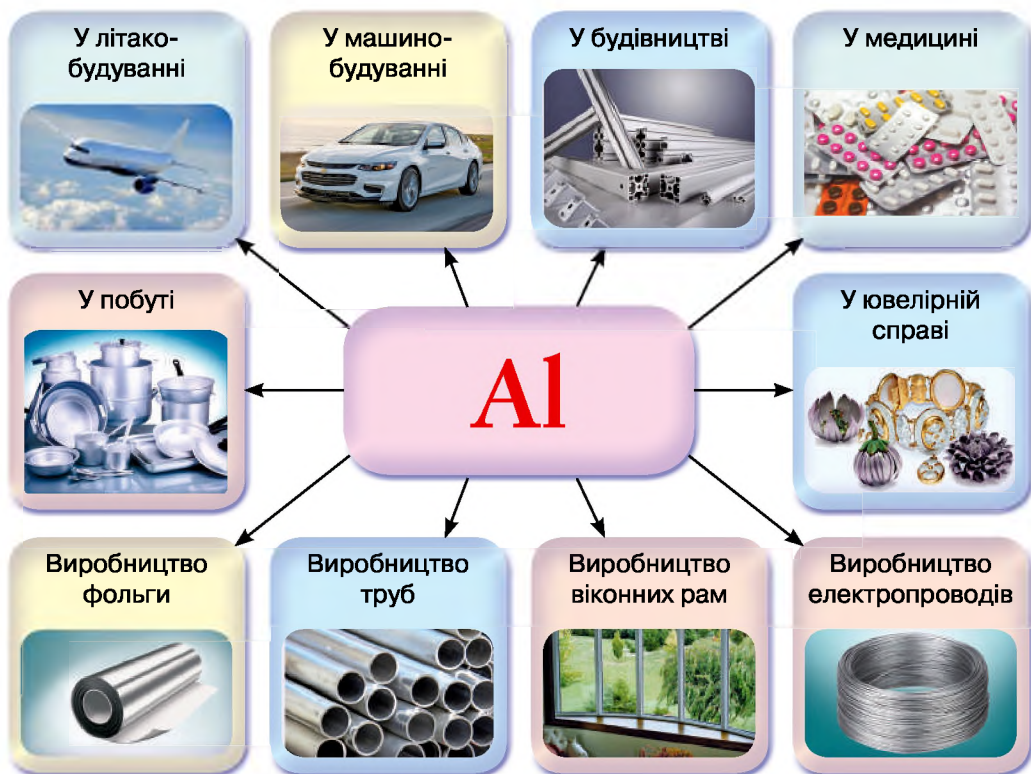 У літако-
будуванні
У машино-
будуванні
У будівництві
У медицині
У побуті
Al
У ювелірній
справі
Виробництво
фольги
Виробництво
труб
Виробництво
віконних рам
Виробництво
електропроводів